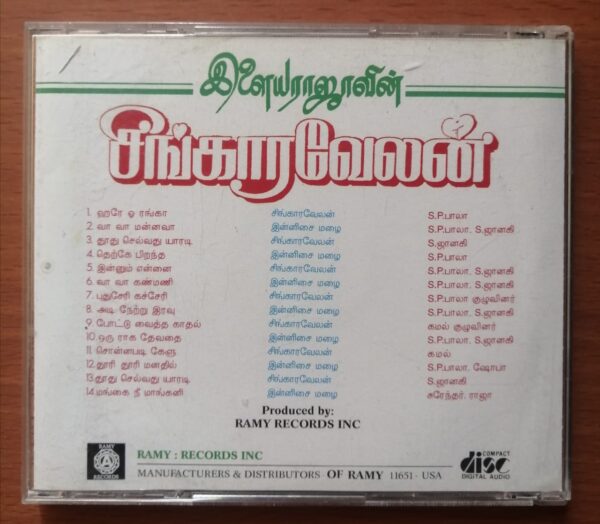 இளையராஜாவின்
சிங்காரவேலன்
1. ஹரே ஓ ரங்கா சிங்காரவேலன் S.P.பாலா
2. வா வா மன்னவா இன்னிசை மழை S.P.பாலா. S.ஜானகி
3. தூது செல்வது யாரடி சிங்காரவேலன் S.ஜானகி
4. தெற்கே பிறந்த இன்னிசை மழை S.P.பாலா
5. இன்னும் என்னை சிங்காரவேலன் S.P.பாலா. S.ஜானகி
6. வா வா கண்மணி இன்னிசை மழை S.P.பாலா. S.ஜானகி
7. புதுசேரி கச்சேரி சிங்காரவேலன் S.P.பாலா குழுவினர்
8. அடி நேற்று இரவு இன்னிசை மழை S.P.பாலா. S.ஜானகி
9. போட்டு வைத்த காதல் சிங்காரவேலன் கமல் குழுவினர்
10. ஒரு ராக தேவதை இன்னிசை மழை S.P.பாலா. S.ஜானகி
11. சொன்னபடி கேளு சிங்காரவேலன் கமல்
12. தூரி தூரி மனதில் இன்னிசை மழை S.P.பாலா. ஷோபா
13. தூது செல்வது யாரடி சிங்காரவேலன் S.ஜானகி
14. மங்கை நீ மாங்கனி இன்னிசை மழை சுரேந்தர். ராஜா
Produced by:
RAMY RECORDS INC
RAMY
A
RECORDS
RAMY : RECORDS INC
MANUFACTURERS & DISTRIBUTORS · OF RAMY 11651 · USA
COMPACT
disc
DIGITAL AUDIO